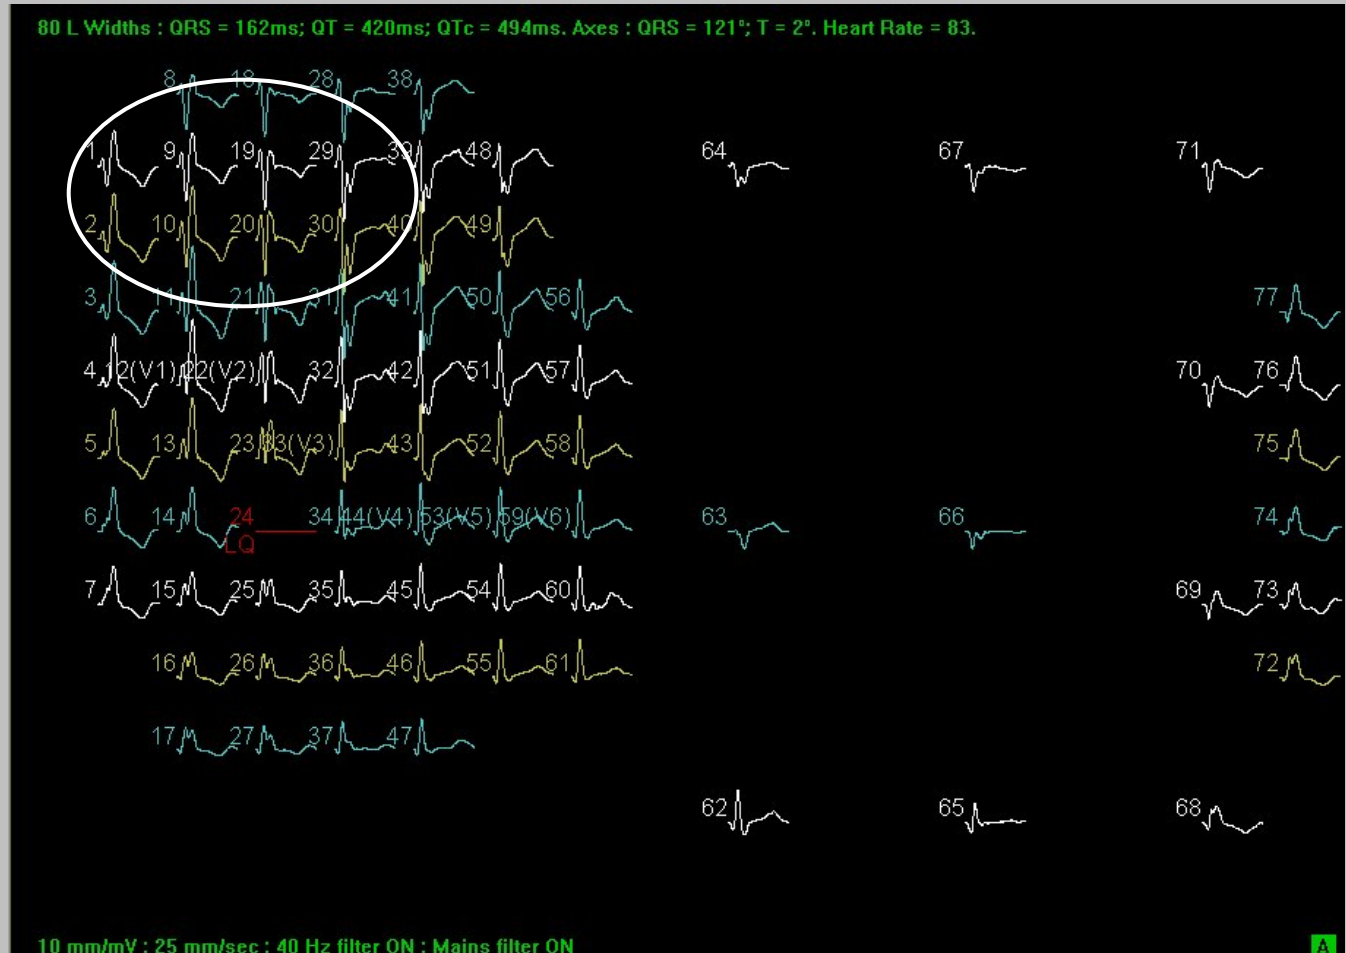 80 L Widths : QRS = 162ms; QT = 420ms; QTc = 494ms. Axes : QRS = 121°; T = 2°. Heart Rate = 83.
8 18 28 38
1 9 19 29 39 48 64 67 71
2 10 20 30 40 49
3 11 21 31 41 50 56 77
4 12(V1) 22(V2) 32 42 51 57 70 76
5 13 23 33(V3) 43 52 58 75
6 14 24 34 44(V4) 53(V5) 59(V6) 63 66 74
LQ
7 15 25 35 45 54 60 69 73
16 26 36 46 55 61 72
17 27 37 47
62 65 68
10 mm/mV : 25 mm/sec : 40 Hz filter ON : Mains filter ON
A